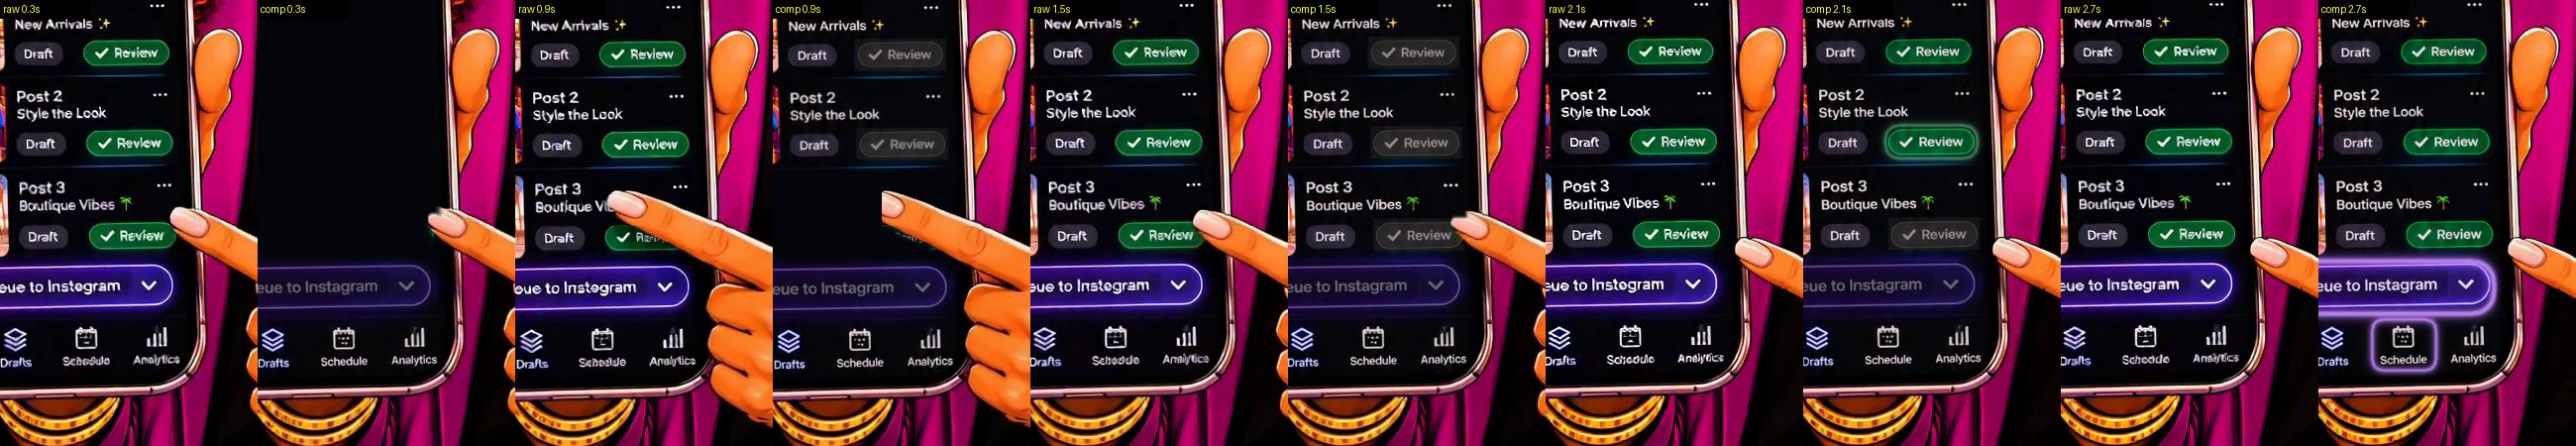 raw 0.3s
New Arrivals ✨
Draft
✓ Review
Post 2
Style the Look
Draft
✓ Review
Post 3
Boutique Vibes 🌴
Draft
✓ Review
eue to Instagram
Drafts
Schedule
Analytics
comp 0.3s
eue to Instagram
Drafts
Schedule
Analytics
raw 0.9s
New Arrivals ✨
Draft
✓ Review
Post 2
Style the Look
Draft
✓ Review
Post 3
Boutique Vib
Draft
✓ Re
eue to Instagram
Drafts
Schedule
Analytics
comp 0.9s
New Arrivals ✨
Draft
✓ Review
Post 2
Style the Look
Draft
✓ Review
eue to Instagram
Drafts
Schedule
Analytics
raw 1.5s
New Arrivals ✨
Draft
✓ Review
Post 2
Style the Look
Draft
✓ Review
Post 3
Boutique Vibes 🌴
Draft
✓ Review
eue to Instegram
Drafts
Schedule
Analytics
comp 1.5s
New Arrivals ✨
Draft
✓ Review
Post 2
Style the Look
Draft
✓ Review
Post 3
Boutique Vibes 🌴
Draft
✓ Review
eue to Instagram
Drafts
Schedule
Analytics
raw 2.1s
New Arrivals ✨
Draft
✓ Review
Post 2
Style the Look
Draft
✓ Review
Post 3
Boutique Vibes 🌴
Draft
✓ Review
eue to Instegram
Drafts
Schedule
Analytics
comp 2.1s
New Arrivals ✨
Draft
✓ Review
Post 2
Style the Look
Draft
✓ Review
Post 3
Boutique Vibes 🌴
Draft
✓ Review
eue to Instagram
Drafts
Schedule
Analytics
raw 2.7s
New Arrivals ✨
Draft
✓ Review
Post 2
Style the Look
Draft
✓ Review
Post 3
Boutique Vibes 🌴
Draft
✓ Review
eue to Instegram
Drafts
Schedule
Analytics
comp 2.7s
New Arrivals ✨
Draft
✓ Review
Post 2
Style the Look
Draft
✓ Review
Post 3
Boutique Vibes 🌴
Draft
✓ Review
eue to Instagram
Drafts
Schedule
Analytics